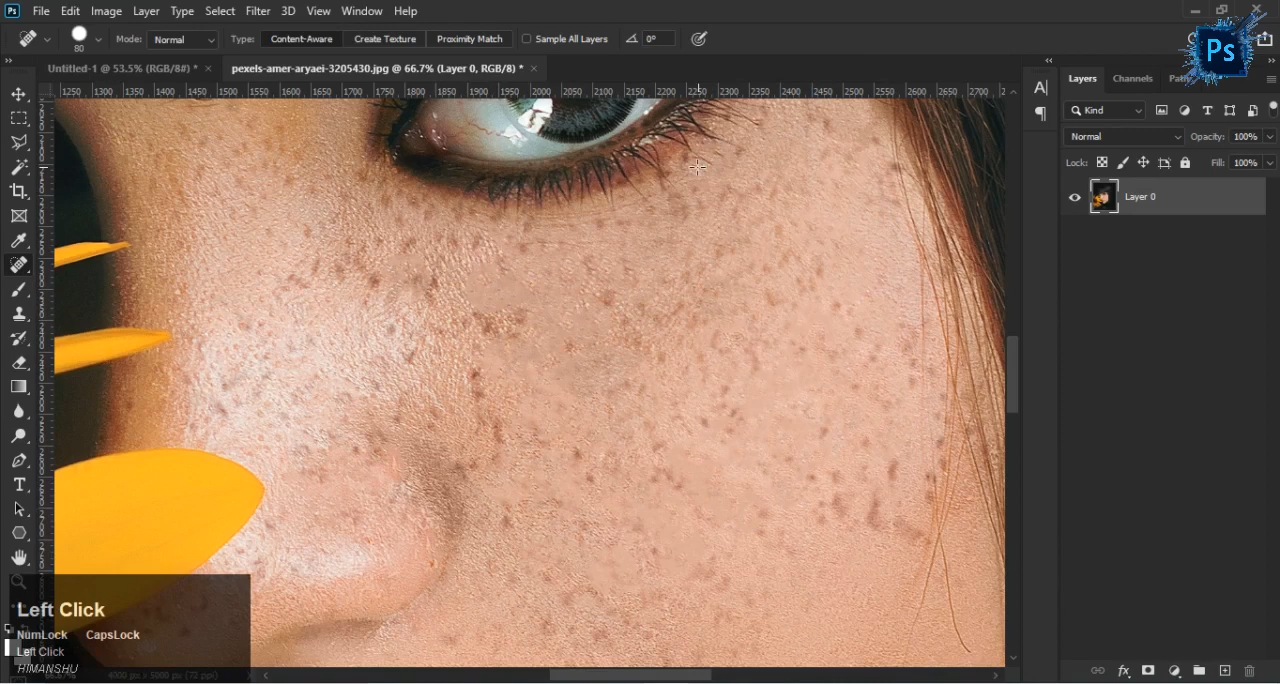 Ps File Edit Image Layer Type Select Filter 3D View Window Help
80 Mode: Normal Type: Content-Aware Create Texture Proximity Match Sample All Layers 0°
Ps
Untitled-1 @ 53.5% (RGB/8#) * × pexels-amer-aryaei-3205430.jpg @ 66.7% (Layer 0, RGB/8) * ×
Layers Channels
1250 1300 1350 1400 1450 1500 1550 1600 1650 1700 1750 1800 1850 1900 1950 2000 2050 2100 2150 2200 2250 2300 2350 2400 2450 2500 2550 2600 2650 2700
Kind
Normal Opacity: 100%
Lock: Fill: 100%
Layer 0
Left Click
NumLock CapsLock
Left Click
HIMANSHU